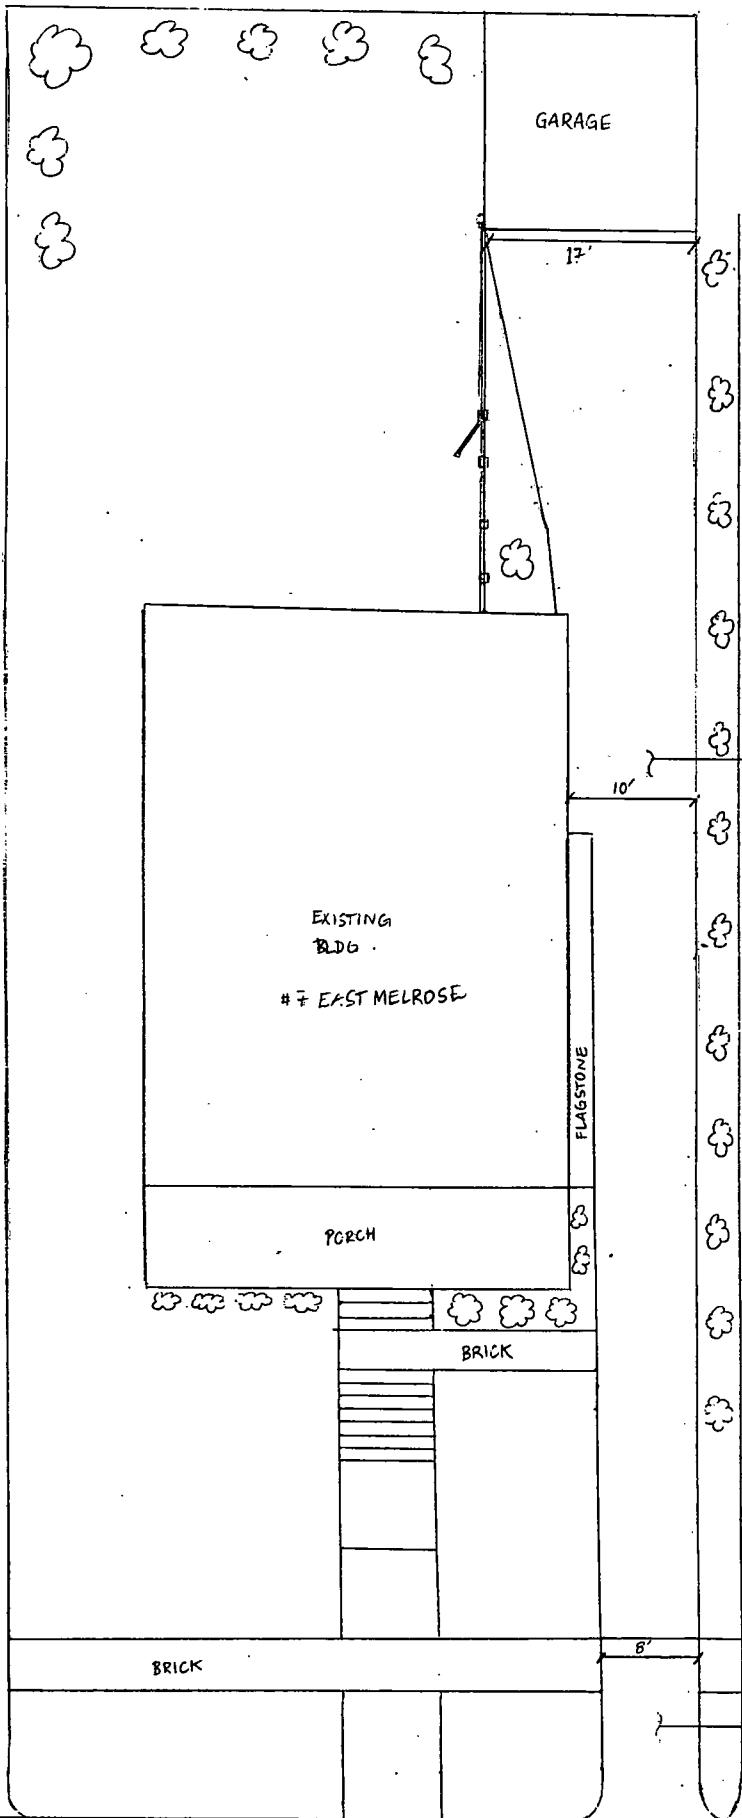 GARAGE
17'
10'
EXISTING
BLDG.
#7 EAST MELROSE
FLAGSTONE
PORCH
BRICK
8'
BRICK